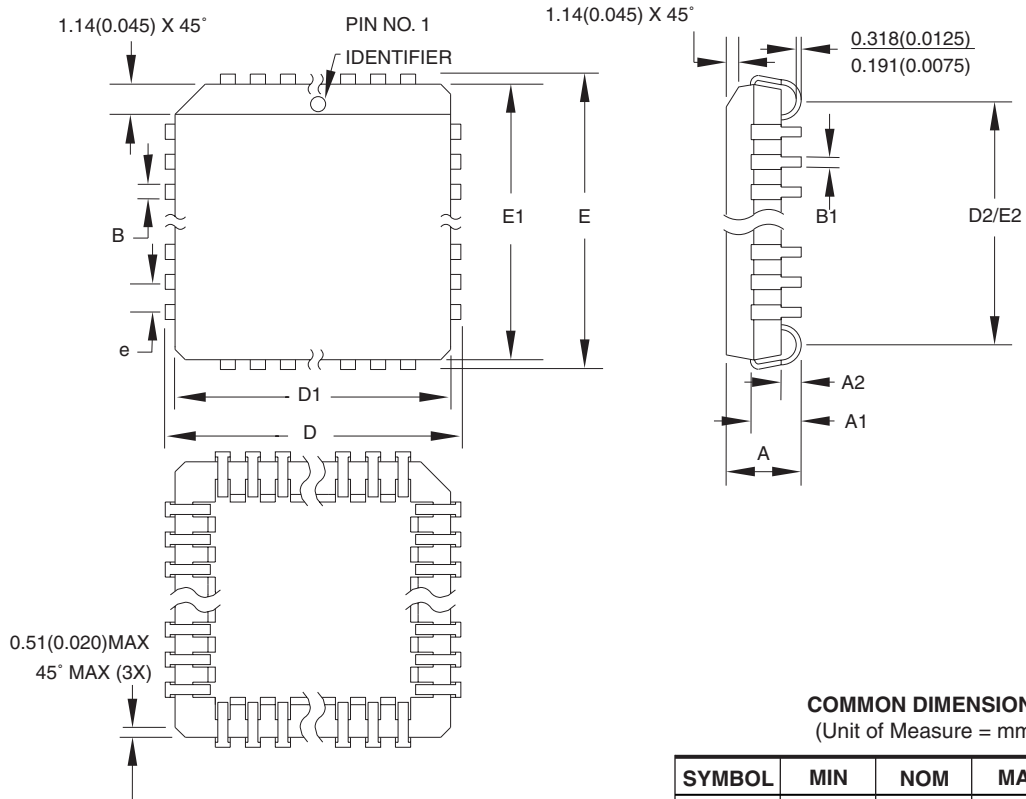 1.14(0.045) X 45˚
PIN NO. 1
IDENTIFIER
1.14(0.045) X 45˚
0.318(0.0125)
0.191(0.0075)
B
e
E1
E
B1
D2/E2
D1
D
A2
A1
A
0.51(0.020)MAX
45˚ MAX (3X)
COMMON DIMENSION
(Unit of Measure = mm
SYMBOL MIN NOM MA